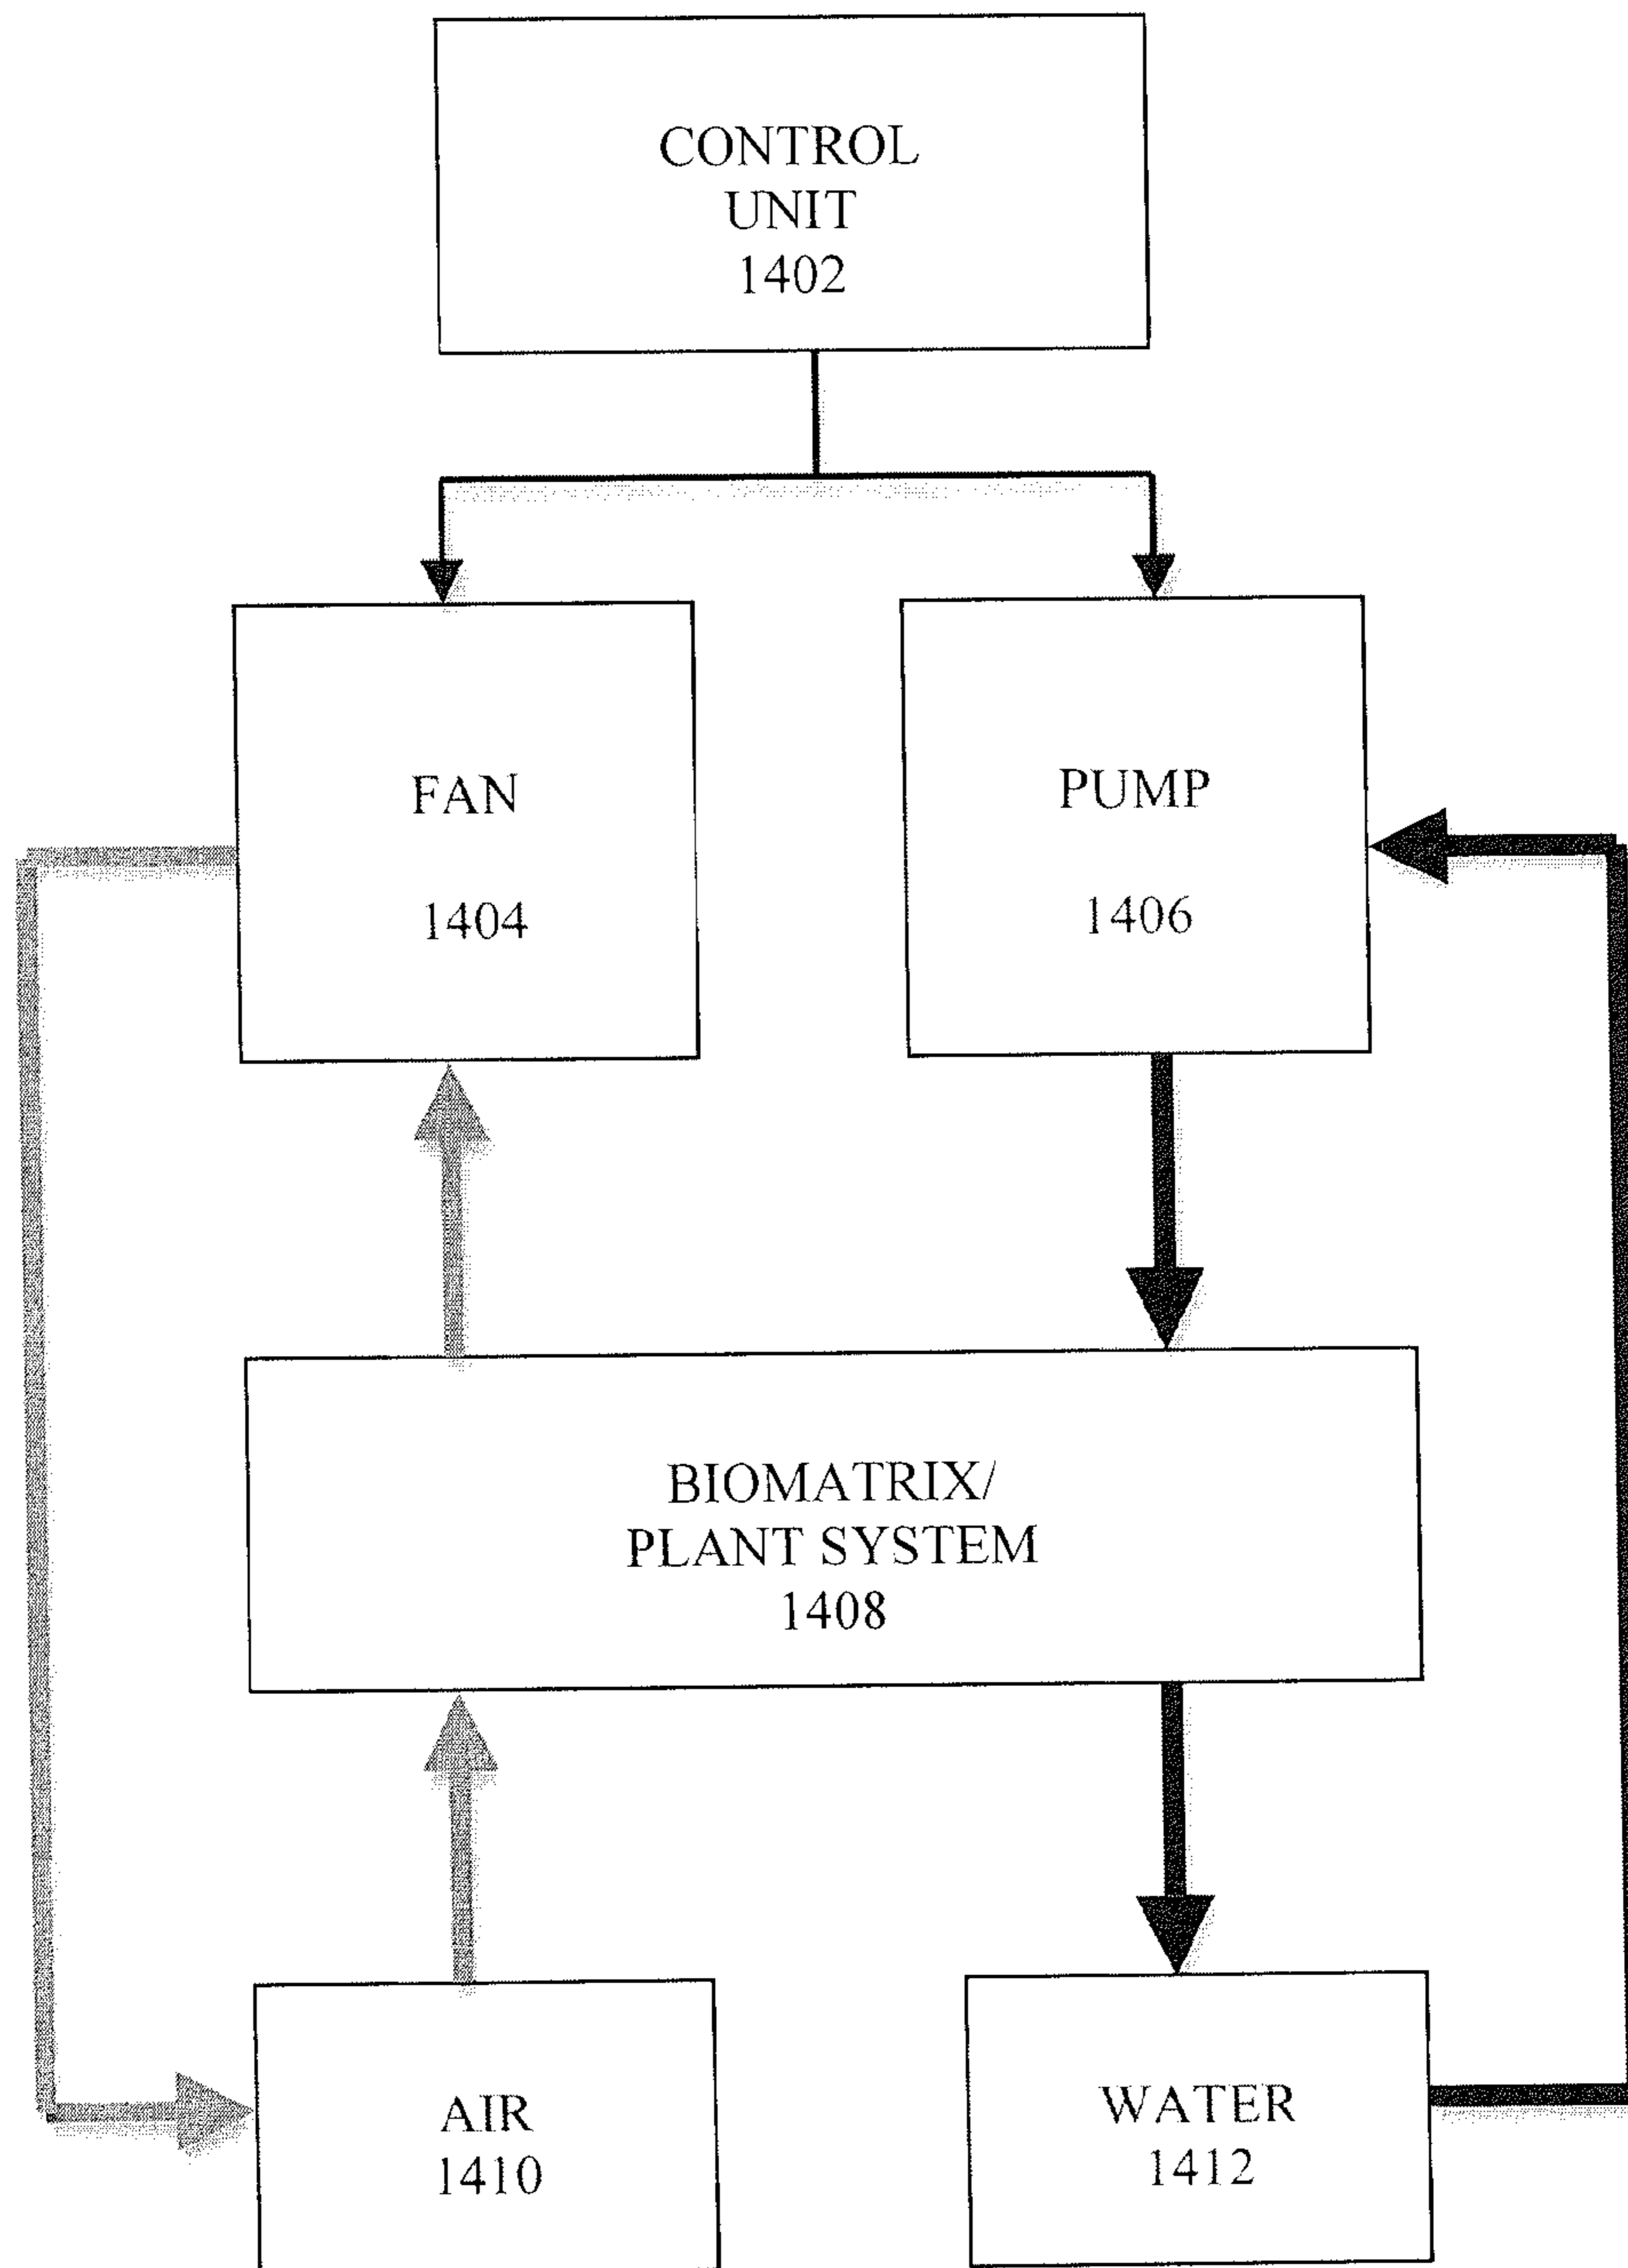 CONTROL
UNIT
1402
FAN
1404
PUMP
1406
BIOMATRIX/
PLANT SYSTEM
1408
AIR
1410
WATER
1412